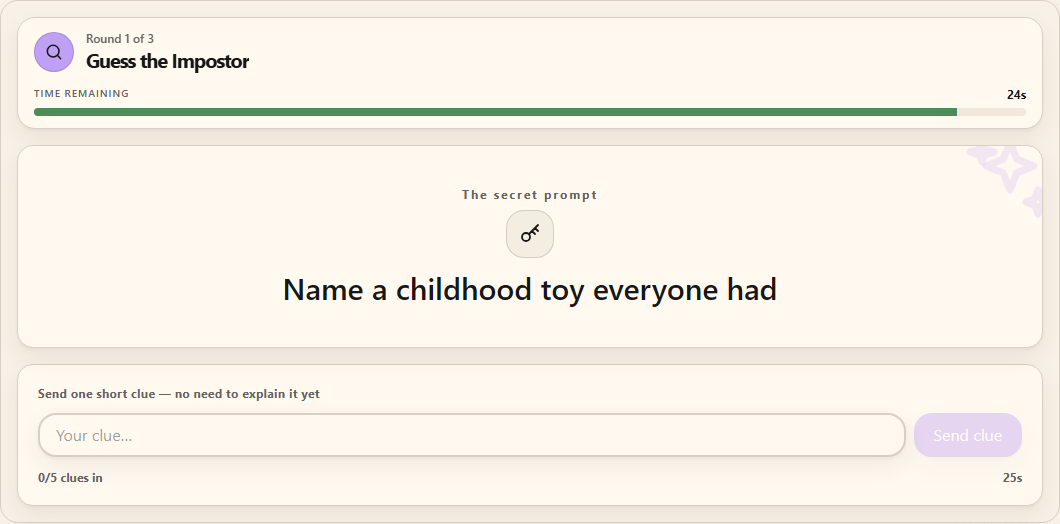 Round 1 of 3
Guess the Impostor
TIME REMAINING
24s
The secret prompt
Name a childhood toy everyone had
Send one short clue — no need to explain it yet
Your clue...
Send clue
0/5 clues in
25s